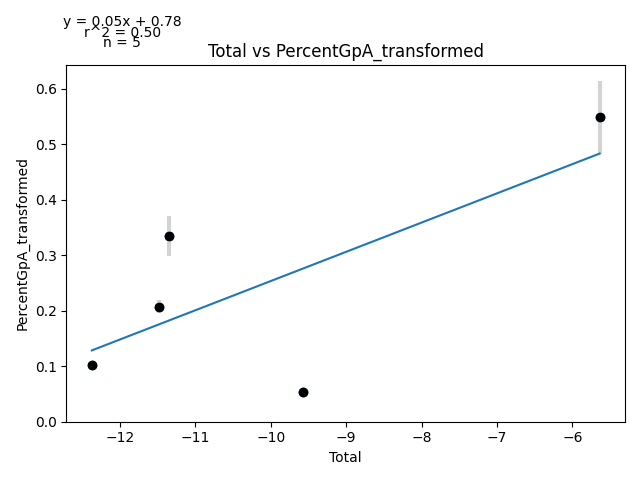 y = 0.05x + 0.78
r^2 = 0.50
n = 5
Total vs PercentGpA_transformed
PercentGpA_transformed
0.6
0.5
0.4
0.3
0.2
0.1
0.0
−12 −11 −10 −9 −8 −7 −6
Total